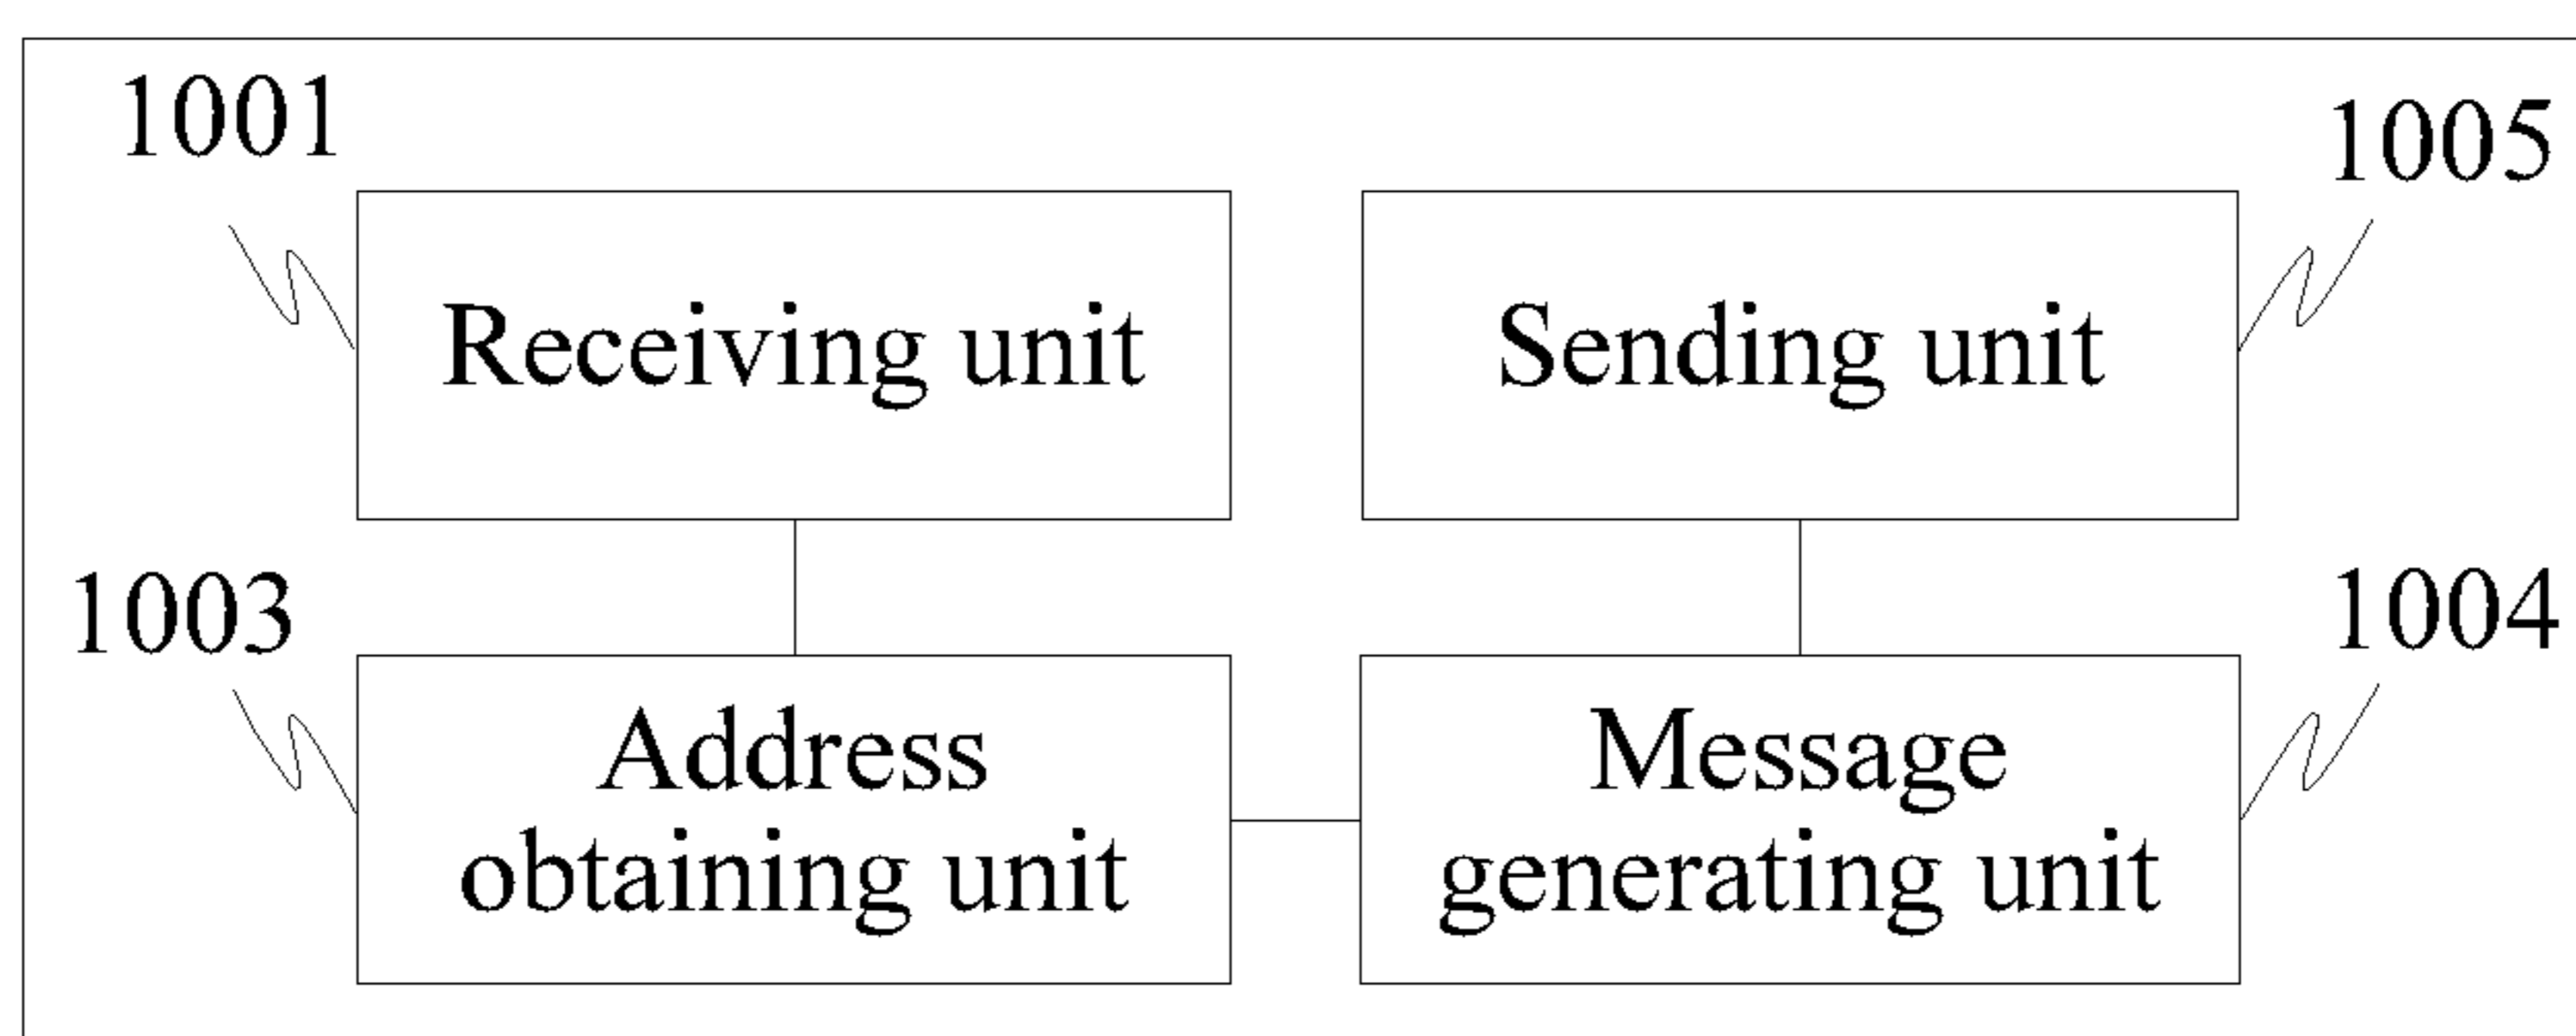 1001
1005
Receiving unit
Sending unit
1003
1004
Address
obtaining unit
Message
generating unit